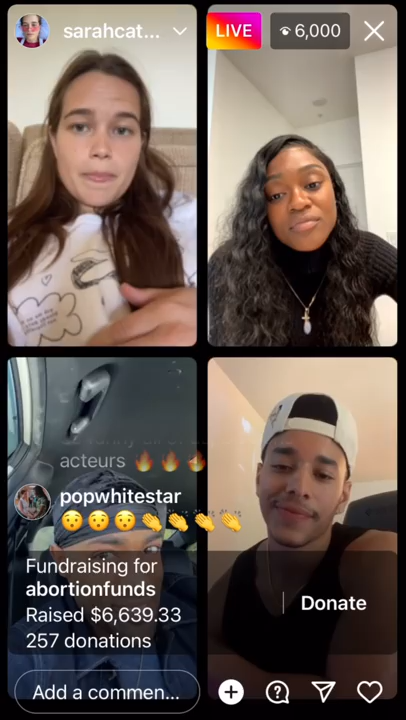 sarahcat...
LIVE
6,000
acteurs 🔥🔥🔥
popwhitestar
😯😯😯👏👏👏👏
Fundraising for
abortionfunds
Raised $6,639.33
257 donations
Donate
Add a commen...